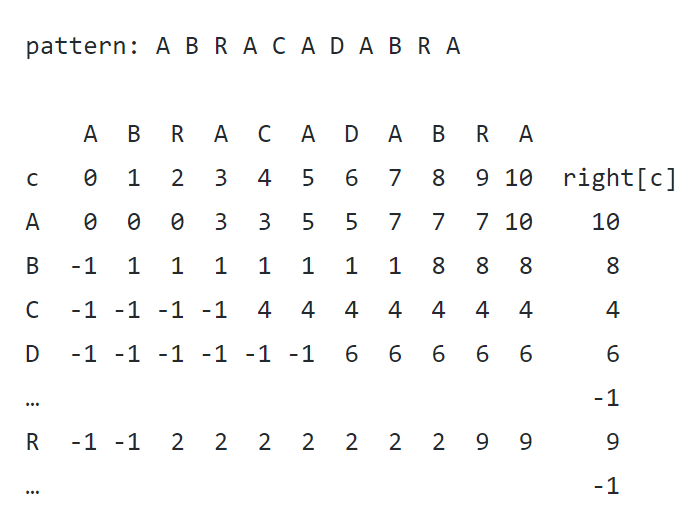 pattern: A B R A C A D A B R A
A B R A C A D A B R A
c 0 1 2 3 4 5 6 7 8 9 10 right[c]
A 0 0 0 3 3 5 5 7 7 7 10 10
B -1 1 1 1 1 1 1 1 8 8 8 8
C -1 -1 -1 -1 4 4 4 4 4 4 4 4
D -1 -1 -1 -1 -1 -1 6 6 6 6 6 6
… -1
R -1 -1 2 2 2 2 2 2 2 9 9 9
… -1